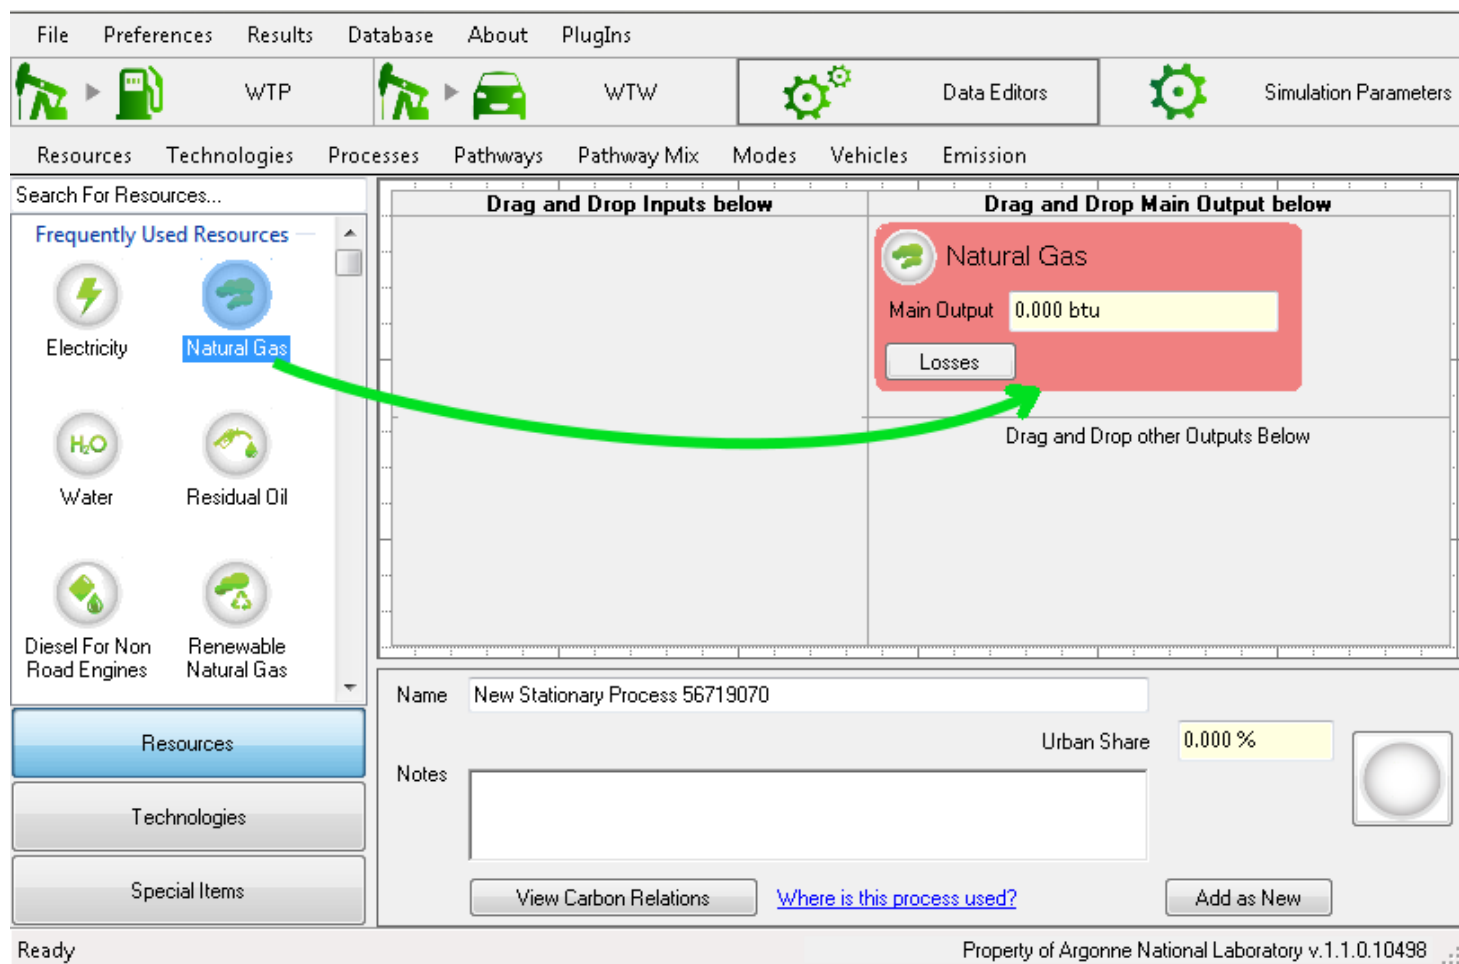 File Preferences Results Database About PlugIns
WTP WTW Data Editors Simulation Parameters
Resources Technologies Processes Pathways Pathway Mix Modes Vehicles Emission
Search For Resources...
Frequently Used Resources
Electricity Natural Gas
H₂O
Water Residual Oil
Diesel For Non Road Engines
Renewable Natural Gas
Resources
Technologies
Special Items
Drag and Drop Inputs below
Drag and Drop Main Output below
Natural Gas
Main Output 0.000 btu
Losses
Drag and Drop other Outputs Below
Name New Stationary Process 56719070
Urban Share 0.000 %
Notes
View Carbon Relations Where is this process used? Add as New
Ready Property of Argonne National Laboratory v.1.1.0.10498